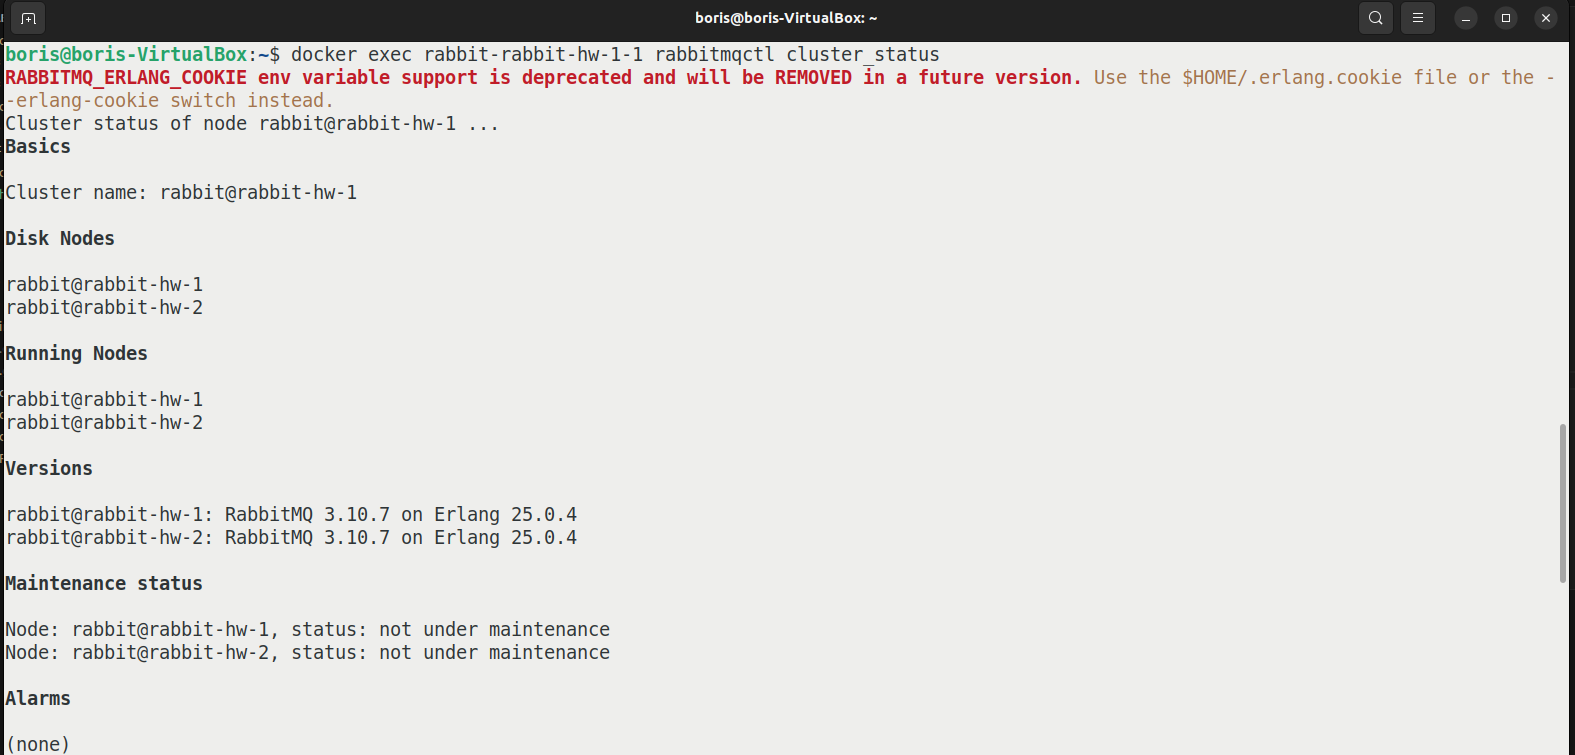 boris@boris-VirtualBox: ~
boris@boris-VirtualBox:~$ docker exec rabbit-rabbit-hw-1-1 rabbitmqctl cluster_status
RABBITMQ_ERLANG_COOKIE env variable support is deprecated and will be REMOVED in a future version. Use the $HOME/.erlang.cookie file or the -
-erlang-cookie switch instead.
Cluster status of node rabbit@rabbit-hw-1 ...
Basics
Cluster name: rabbit@rabbit-hw-1
Disk Nodes
rabbit@rabbit-hw-1
rabbit@rabbit-hw-2
Running Nodes
rabbit@rabbit-hw-1
rabbit@rabbit-hw-2
Versions
rabbit@rabbit-hw-1: RabbitMQ 3.10.7 on Erlang 25.0.4
rabbit@rabbit-hw-2: RabbitMQ 3.10.7 on Erlang 25.0.4
Maintenance status
Node: rabbit@rabbit-hw-1, status: not under maintenance
Node: rabbit@rabbit-hw-2, status: not under maintenance
Alarms
(none)